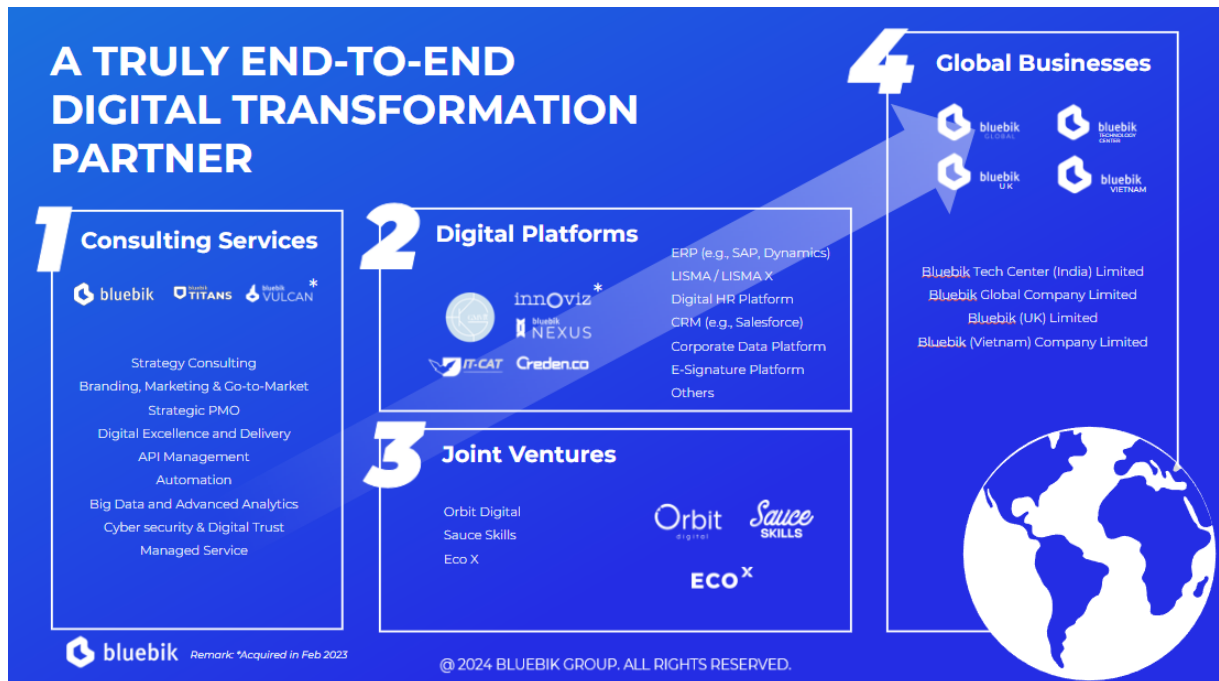 A TRULY END-TO-END
DIGITAL TRANSFORMATION
PARTNER
1
Consulting Services
bluebik
bluebik
TITANS
bluebik
VULCAN*
Strategy Consulting
Branding, Marketing & Go-to-Market
Strategic PMO
Digital Excellence and Delivery
API Management
Automation
Big Data and Advanced Analytics
Cyber security & Digital Trust
Managed Service
2
Digital Platforms
innOviz*
bluebik
NEXUS
IT-CAT
Creden.co
ERP (e.g., SAP, Dynamics)
LISMA / LISMA X
Digital HR Platform
CRM (e.g., Salesforce)
Corporate Data Platform
E-Signature Platform
Others
3
Joint Ventures
Orbit Digital
Sauce Skills
Eco X
Orbit
digital
Sauce
SKILLS
ECO X
4
Global Businesses
bluebik
GLOBAL
bluebik
TECHNOLOGY
CENTER
bluebik
UK
bluebik
VIETNAM
Bluebik Tech Center (India) Limited
Bluebik Global Company Limited
Bluebik (UK) Limited
Bluebik (Vietnam) Company Limited
bluebik
Remark: *Acquired in Feb 2023
@ 2024 BLUEBIK GROUP. ALL RIGHTS RESERVED.